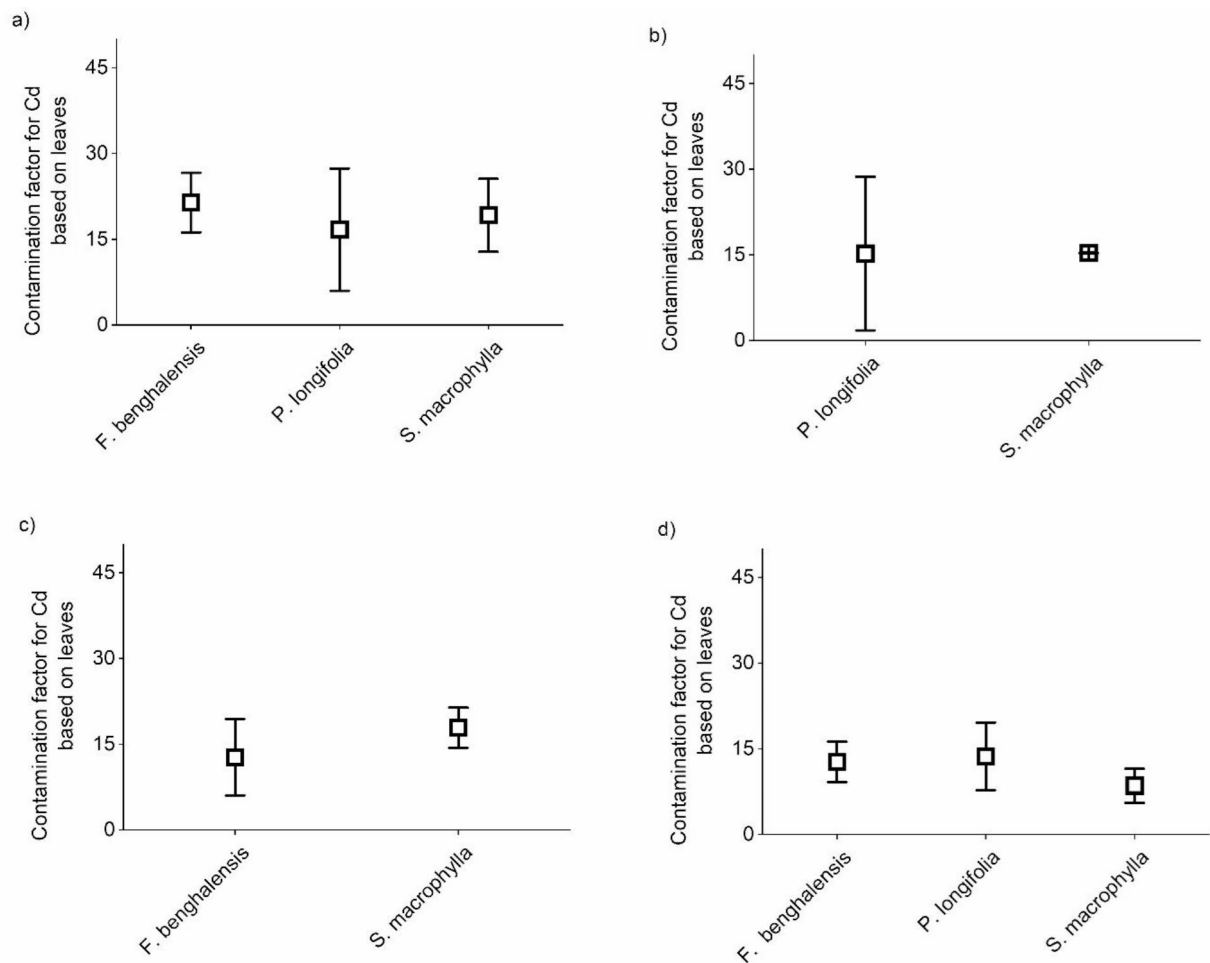 a)
Contamination factor for Cd
based on leaves
45
30
15
0
F. benghalensis
P. longifolia
S. macrophylla
b)
Contamination factor for Cd
based on leaves
45
30
15
0
P. longifolia
S. macrophylla
c)
Contamination factor for Cd
based on leaves
45
30
15
0
F. benghalensis
S. macrophylla
d)
Contamination factor for Cd
based on leaves
45
30
15
0
F. benghalensis
P. longifolia
S. macrophylla